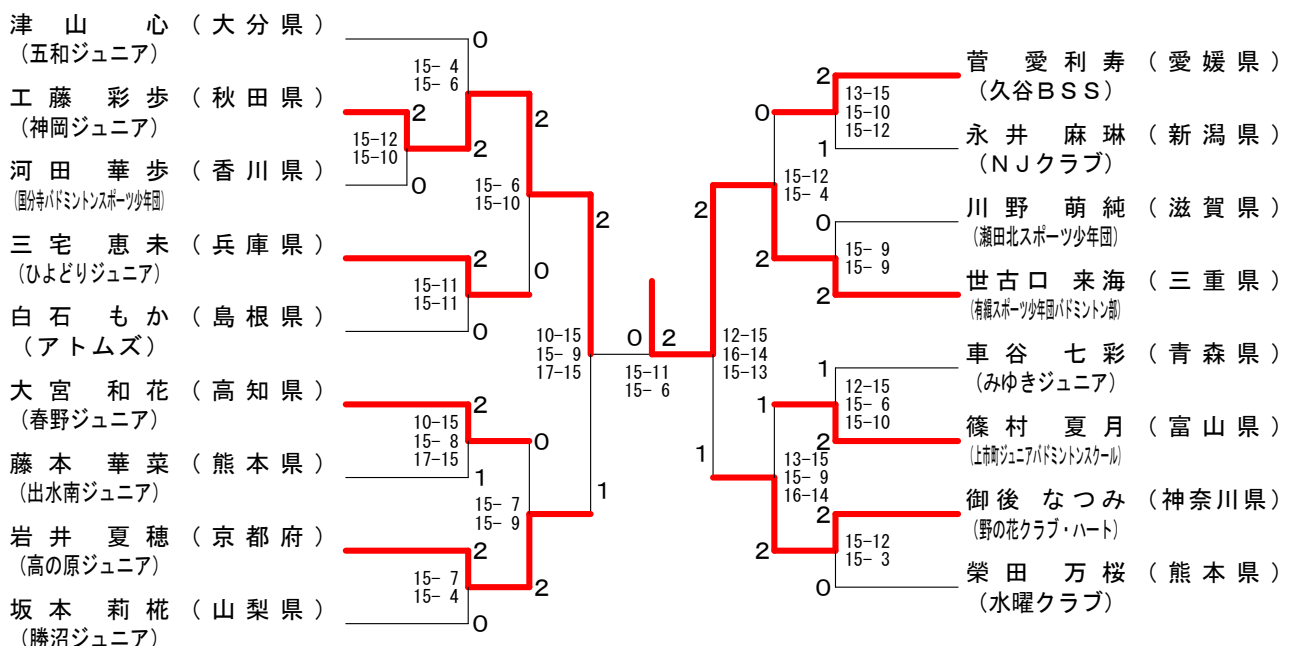 津山 心 (大分県)
(五和ジュニア)
工藤 彩歩 (秋田県)
(神岡ジュニア)
河田 華歩 (香川県)
(国分寺バドミントンスポーツ少年団)
三宅 恵未 (兵庫県)
(ひよどりジュニア)
白石 もか (島根県)
(アトムズ)
大宮 和花 (高知県)
(春野ジュニア)
藤本 華菜 (熊本県)
(出水南ジュニア)
岩井 夏穂 (京都府)
(高の原ジュニア)
坂本 莉椛 (山梨県)
(勝沼ジュニア)
0
15- 4
15- 6
2
2
15-12
15-10
2
2
0
15- 6
15-10
2
2
0
15-11
15-11
0
10-15
15- 9
17-15
2
10-15
15- 8
17-15
0
1
15- 7
15- 9
1
2
15- 7
15- 4
2
0
0 2
15-11
15- 6
2
12-15
16-14
15-13
1
0
2
13-15
15-10
15-12
1
15-12
15- 4
0
2
15- 9
15- 9
2
1
1
12-15
15- 6
15-10
2
13-15
15- 9
16-14
2
2
15-12
15- 3
0
菅 愛利寿 (愛媛県)
(久谷BSS)
永井 麻琳 (新潟県)
(NJクラブ)
川野 萌純 (滋賀県)
(瀬田北スポーツ少年団)
世古口 来海 (三重県)
(有緝スポーツ少年団バドミントン部)
車谷 七彩 (青森県)
(みゆきジュニア)
篠村 夏月 (富山県)
(上市町ジュニアバドミントンスクール)
御後 なつみ (神奈川県)
(野の花クラブ・ハート)
榮田 万桜 (熊本県)
(水曜クラブ)